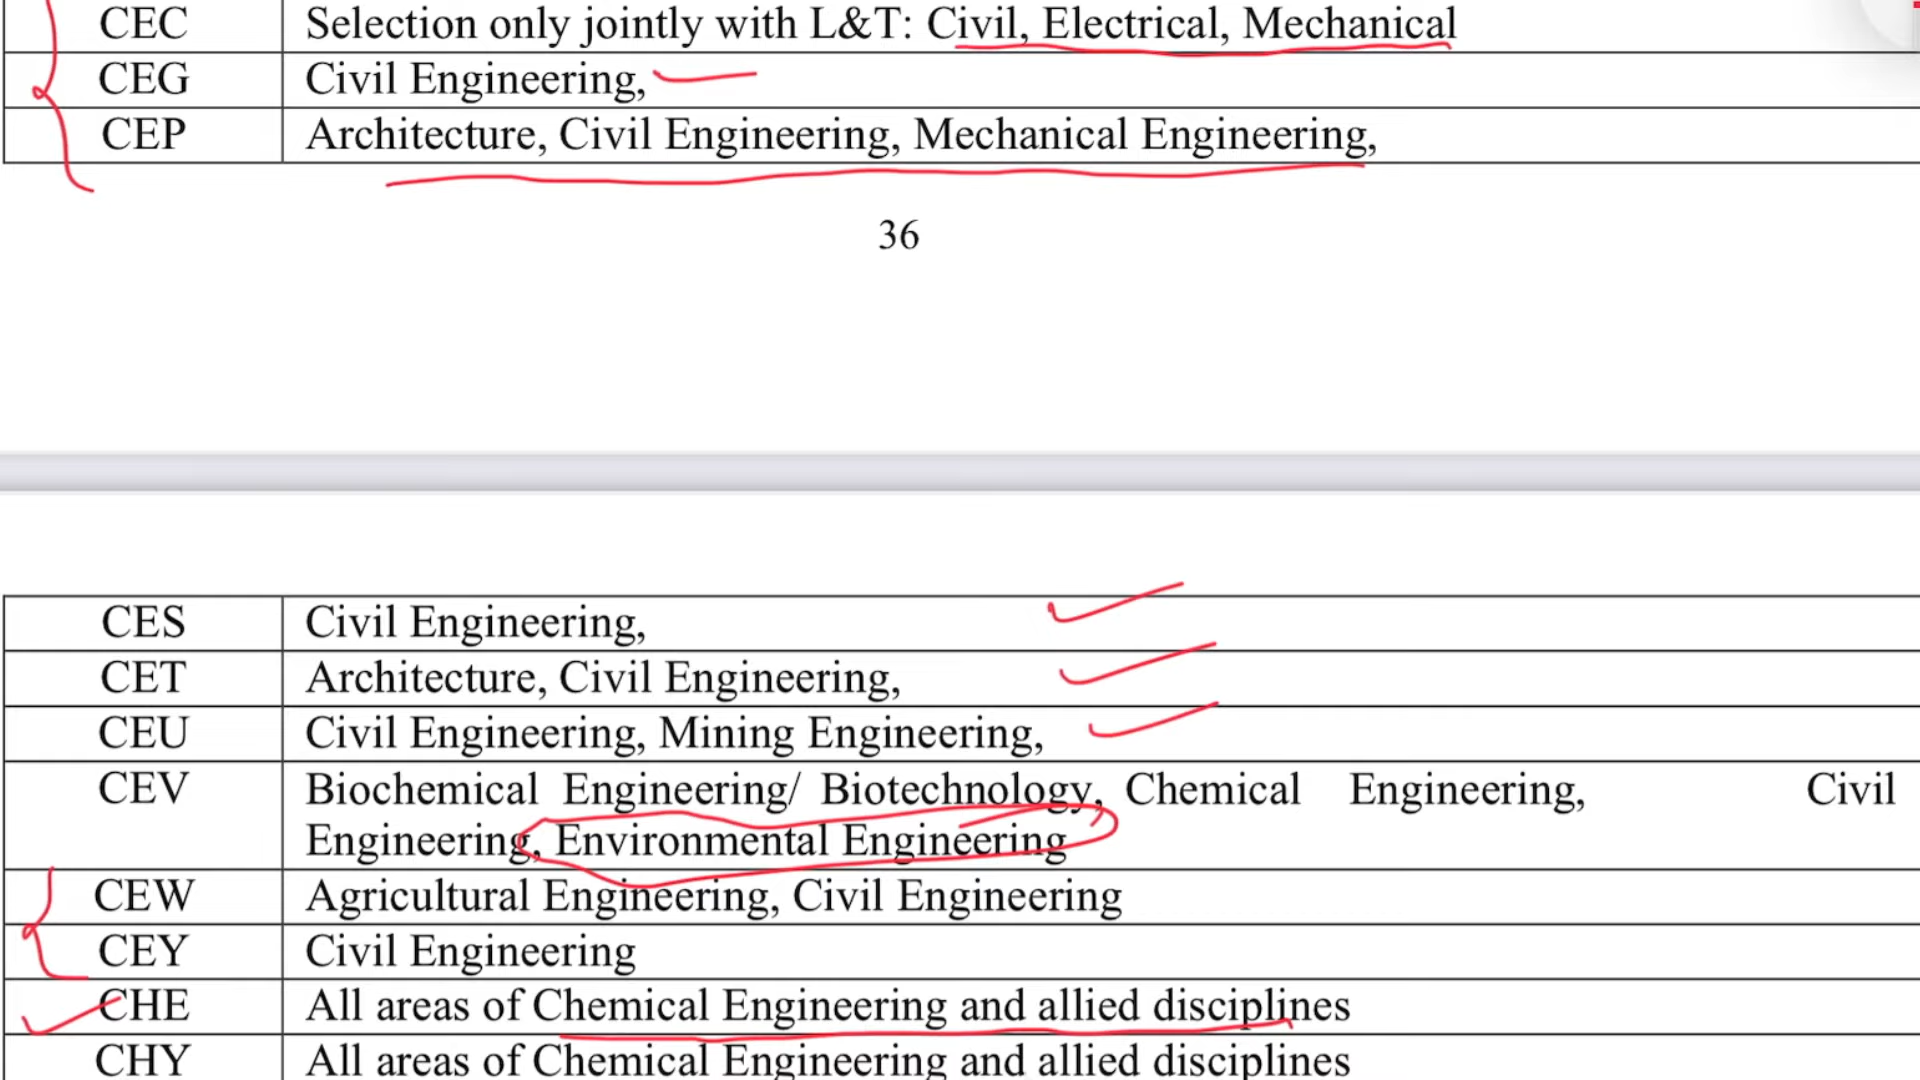 CEC Selection only jointly with L&T: Civil, Electrical, Mechanical
CEG Civil Engineering,
CEP Architecture, Civil Engineering, Mechanical Engineering,
36
CES Civil Engineering,
CET Architecture, Civil Engineering,
CEU Civil Engineering, Mining Engineering,
CEV Biochemical Engineering/ Biotechnology, Chemical Engineering, Civil
Engineering, Environmental Engineering
CEW Agricultural Engineering, Civil Engineering
CEY Civil Engineering
CHE All areas of Chemical Engineering and allied disciplines
CHY All areas of Chemical Engineering and allied disciplines